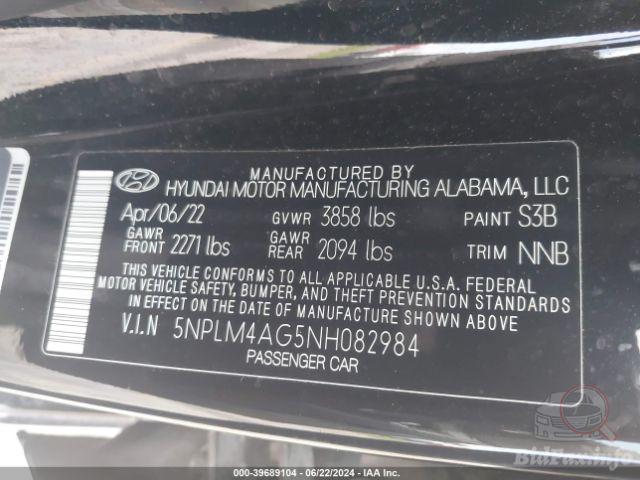 MANUFACTURED BY
HYUNDAI MOTOR MANUFACTURING ALABAMA, LLC
Apr/06/22 GVWR 3858 lbs PAINT S3B
GAWR FRONT 2271 lbs GAWR REAR 2094 lbs TRIM NNB
THIS VEHICLE CONFORMS TO ALL APPLICABLE U.S.A. FEDERAL
MOTOR VEHICLE SAFETY, BUMPER, AND THEFT PREVENTION STANDARDS
IN EFFECT ON THE DATE OF MANUFACTURE SHOWN ABOVE
V.I.N 5NPLM4AG5NH082984
PASSENGER CAR
BidFax.info
000-39689104 - 06/22/2024 - IAA Inc.